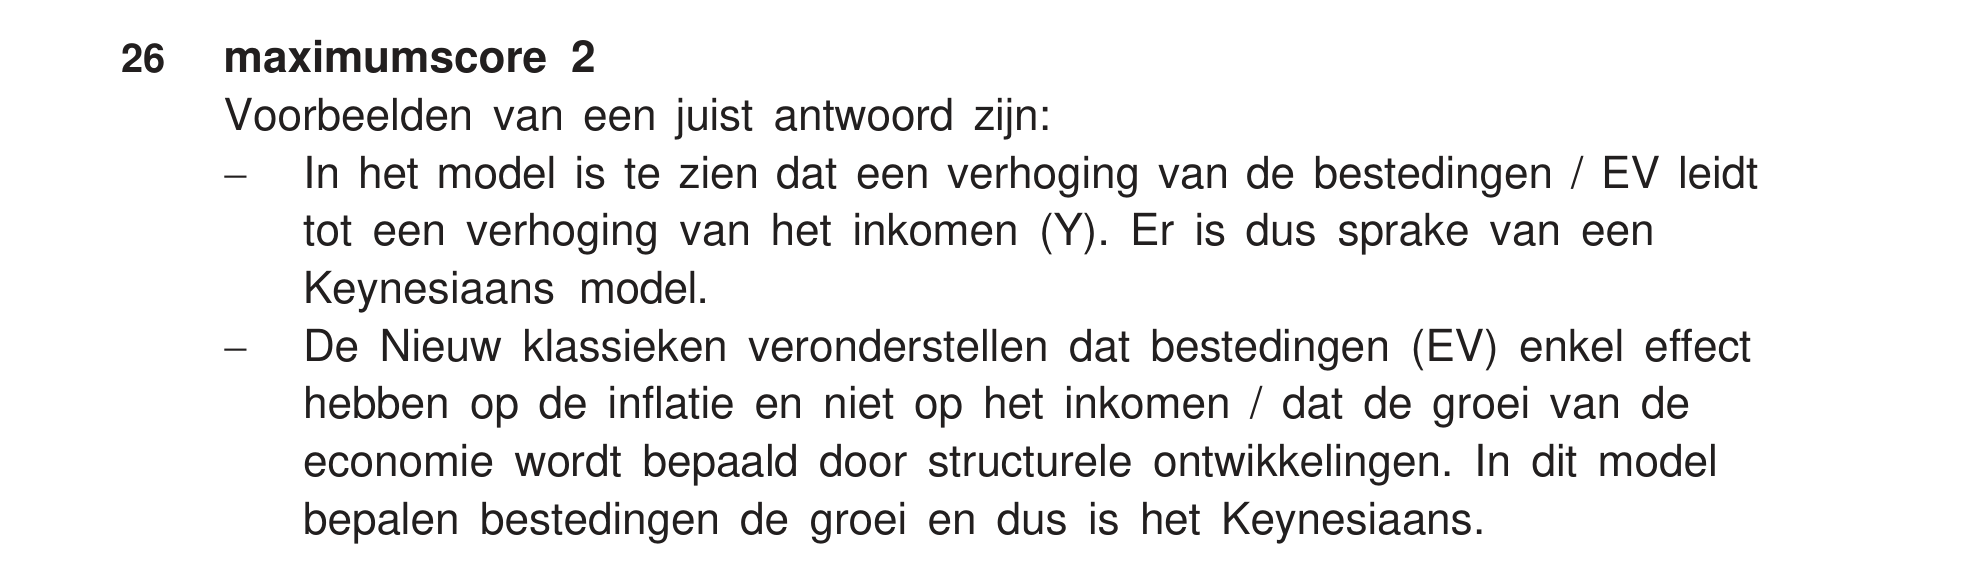 26 maximumscore 2
Voorbeelden van een juist antwoord zijn:
– In het model is te zien dat een verhoging van de bestedingen / EV leidt
tot een verhoging van het inkomen (Y). Er is dus sprake van een
Keynesiaans model.
– De Nieuw klassieken veronderstellen dat bestedingen (EV) enkel effect
hebben op de inflatie en niet op het inkomen / dat de groei van de
economie wordt bepaald door structurele ontwikkelingen. In dit model
bepalen bestedingen de groei en dus is het Keynesiaans.